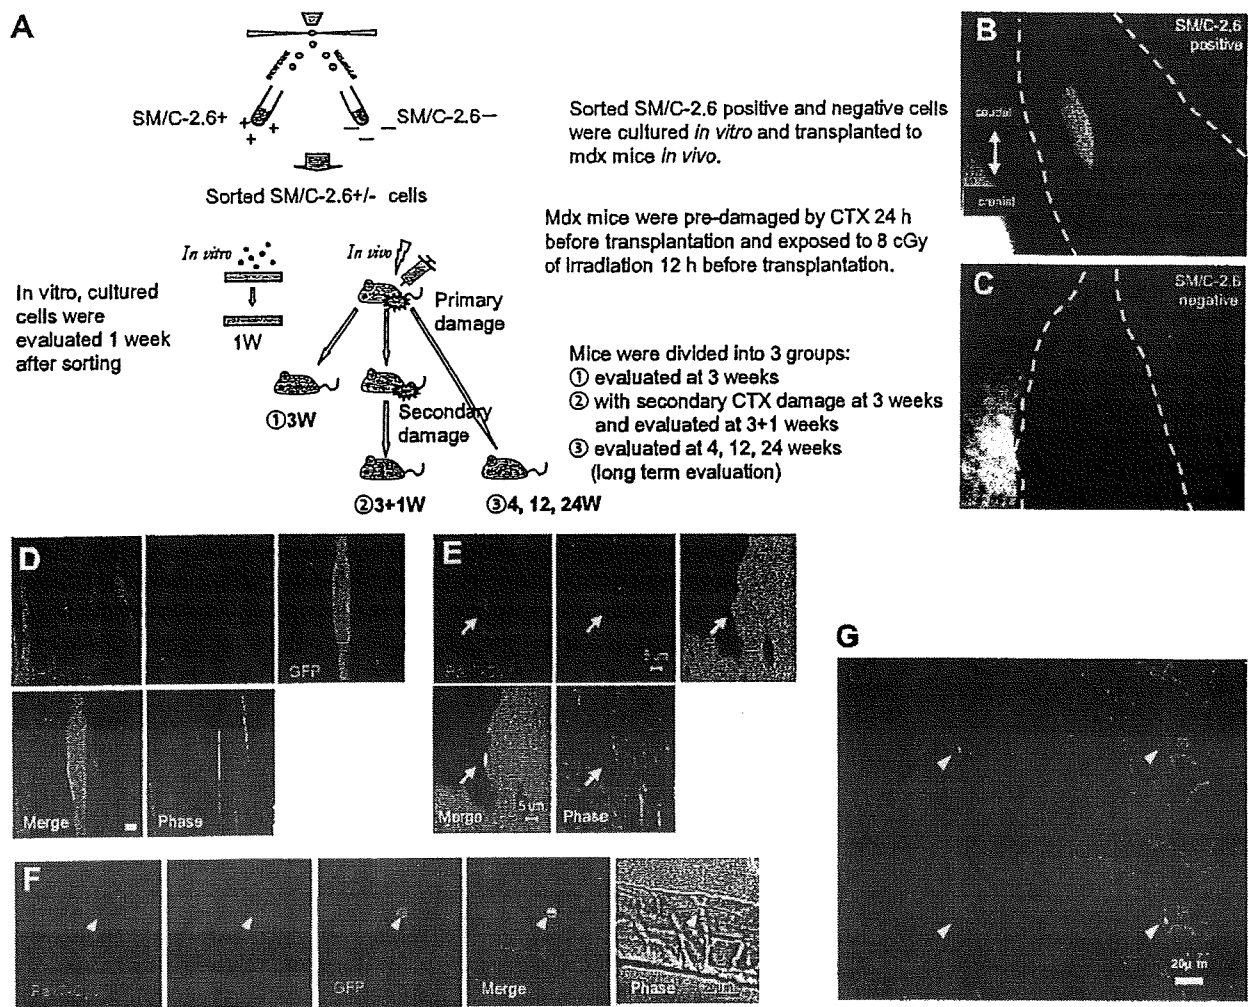 A
SM/C-2.6+
SM/C-2.6−
Sorted SM/C-2.6+/- cells
Sorted SM/C-2.6 positive and negative cells
were cultured in vitro and transplanted to
mdx mice in vivo.
Mdx mice were pre-damaged by CTX 24 h
before transplantation and exposed to 8 cGy
of irradiation 12 h before transplantation.
In vitro
In vivo
In vitro, cultured
cells were
evaluated 1 week
after sorting
1W
Primary
damage
Secondary
damage
①3W
②3+1W
③4, 12, 24W
Mice were divided into 3 groups:
① evaluated at 3 weeks
② with secondary CTX damage at 3 weeks
and evaluated at 3+1 weeks
③ evaluated at 4, 12, 24 weeks
(long term evaluation)
B
SM/C-2.6
positive
caudal
cranial
C
SM/C-2.6
negative
D
GFP
Merge
Phase
E
Merge
5 um
Phase
F
GFP
Merge
Phase
G
20μ m